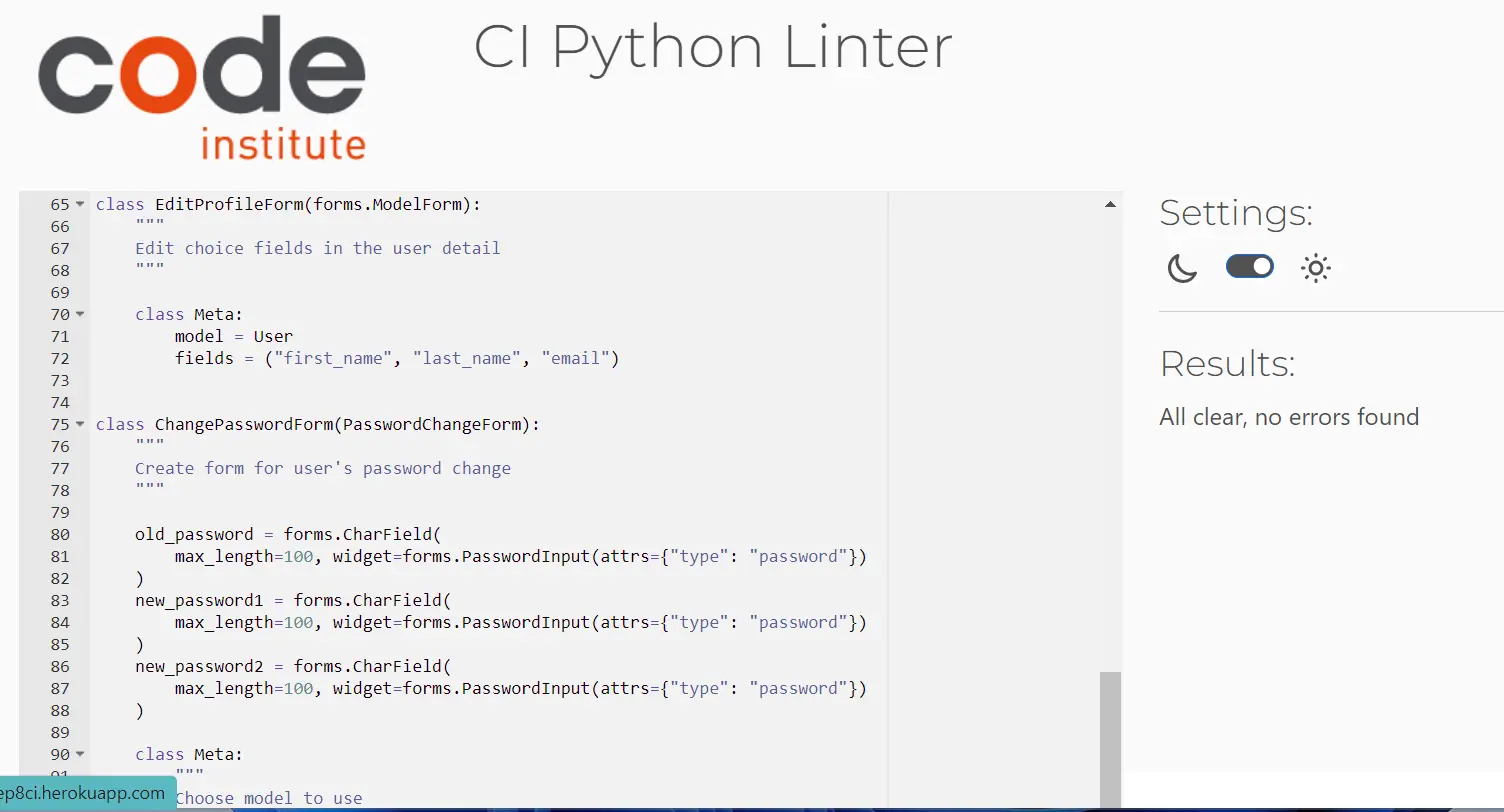 code
institute
CI Python Linter
65 class EditProfileForm(forms.ModelForm):
66 """
67 Edit choice fields in the user detail
68 """
69
70 class Meta:
71 model = User
72 fields = ("first_name", "last_name", "email")
73
74
75 class ChangePasswordForm(PasswordChangeForm):
76 """
77 Create form for user's password change
78 """
79
80 old_password = forms.CharField(
81 max_length=100, widget=forms.PasswordInput(attrs={"type": "password"})
82 )
83 new_password1 = forms.CharField(
84 max_length=100, widget=forms.PasswordInput(attrs={"type": "password"})
85 )
86 new_password2 = forms.CharField(
87 max_length=100, widget=forms.PasswordInput(attrs={"type": "password"})
88 )
89
90 class Meta:
91 """
Choose model to use
ep8ci.herokuapp.com
Settings:
Results:
All clear, no errors found